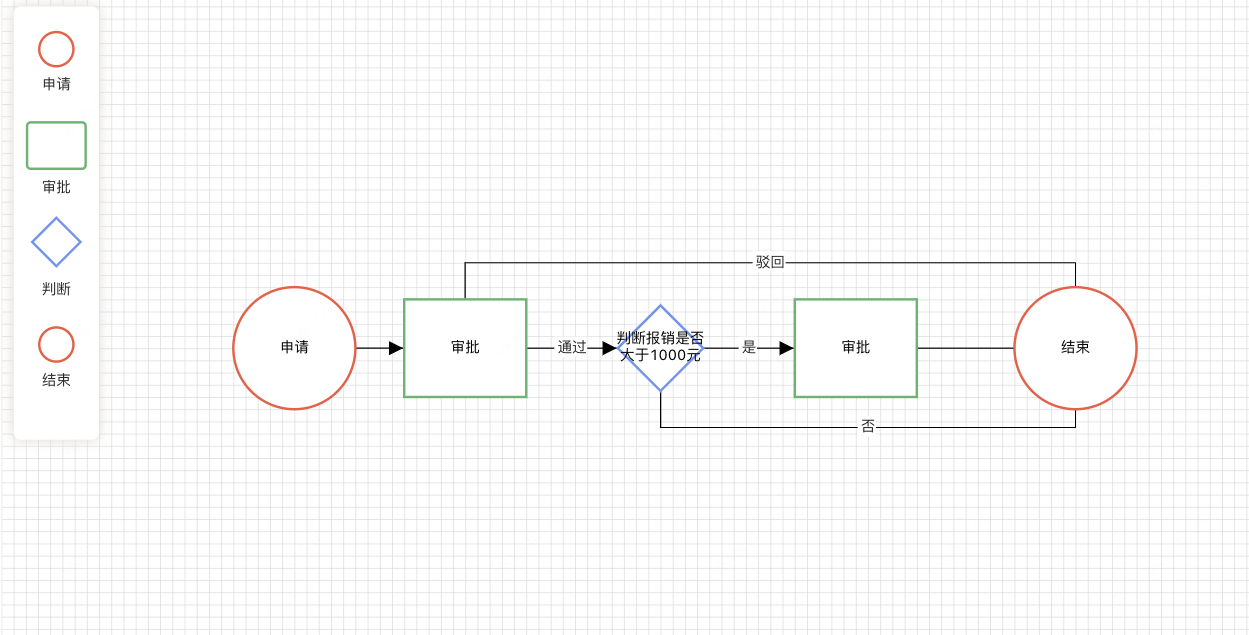 申请
审批
判断
结束
驳回
申请
审批
通过
判断报销是否
大于1000元
是
审批
结束
否